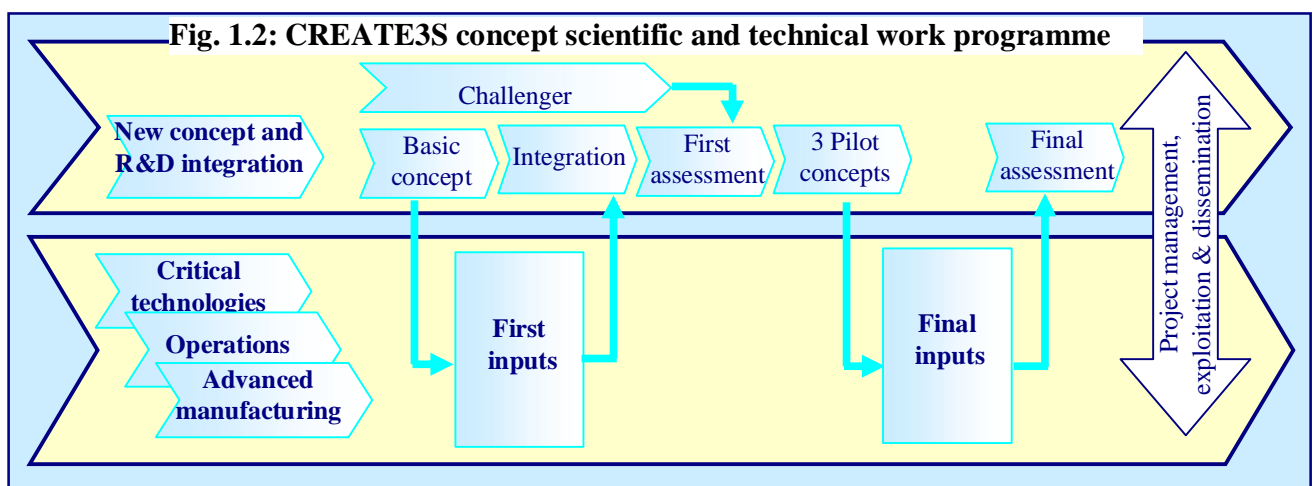 Fig. 1.2: CREATE3S concept scientific and technical work programme
Challenger
New concept and
R&D integration
Basic
concept
Integration
First
assessment
3 Pilot
concepts
Final
assessment
Project management,
exploitation & dissemination
Critical
technologies
Operations
Advanced
manufacturing
First
inputs
Final
inputs